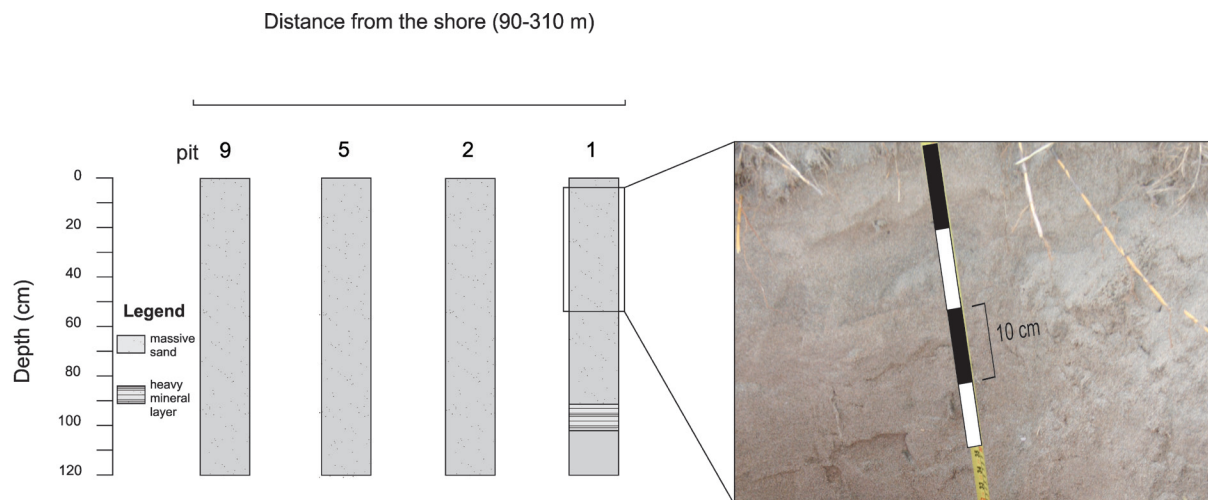 Distance from the shore (90-310 m)
pit 9 5 2 1
0
20
40
60
80
100
120
Depth (cm)
Legend
massive
sand
heavy
mineral
layer
10 cm